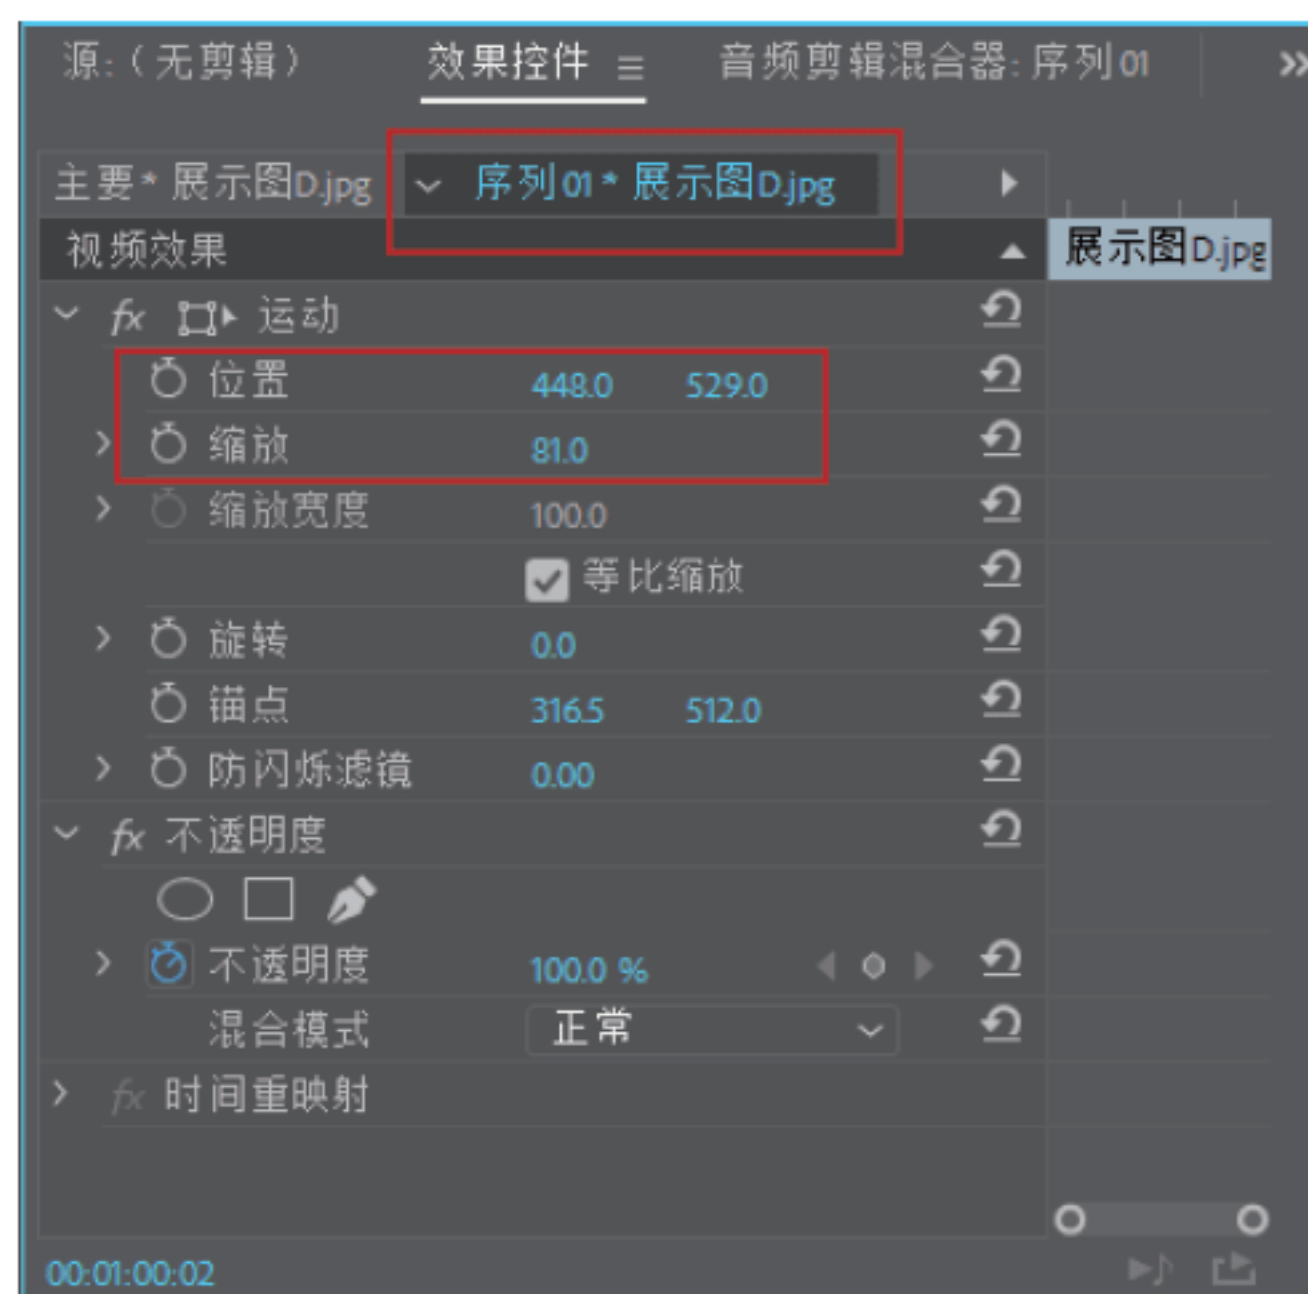 源:（无剪辑） 效果控件 音频剪辑混合器: 序列 01 »
主要* 展示图D.jpg 序列 01 * 展示图D.jpg
视频效果 展示图D.jpg
fx 运动
位置 448.0 529.0
缩放 81.0
缩放宽度 100.0
等比缩放
旋转 0.0
锚点 316.5 512.0
防闪烁滤镜 0.00
fx 不透明度
不透明度 100.0 %
混合模式 正常
fx 时间重映射
00:01:00:02